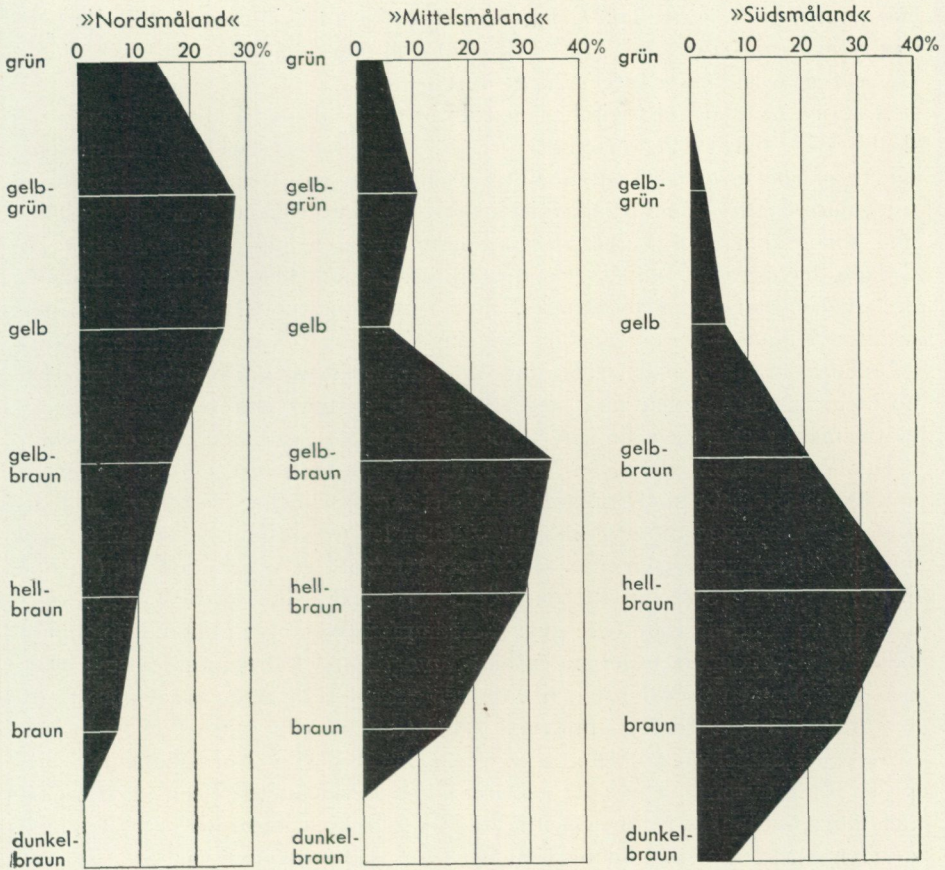 »Nordsmåland«
0 10 20 30%
grün
gelb-
grün
gelb
gelb-
braun
hell-
braun
braun
dunkel-
braun
»Mittelsmåland«
0 10 20 30 40%
grün
gelb-
grün
gelb
gelb-
braun
hell-
braun
braun
dunkel-
braun
»Südsmåland«
0 10 20 30 40%
grün
gelb-
grün
gelb
gelb-
braun
hell-
braun
braun
dunkel-
braun